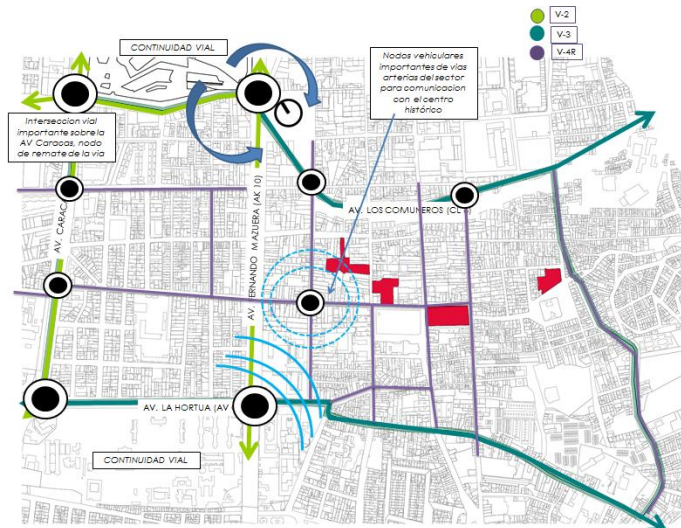 V-2
V-3
V-4R
CONTINUIDAD VIAL
Nodos vehiculares
importantes de vias
arterias del sector
para comunicacion
con el centro
histórico
Interseccion vial
importante sobre la
AV Caracas, nodo
de remate de la via
AV. LOS COMUNEROS (CL
AV. CARAC
AV. FERNANDO MAZUERA (AK 10)
AV. LA HORTUA (AV
CONTINUIDAD VIAL